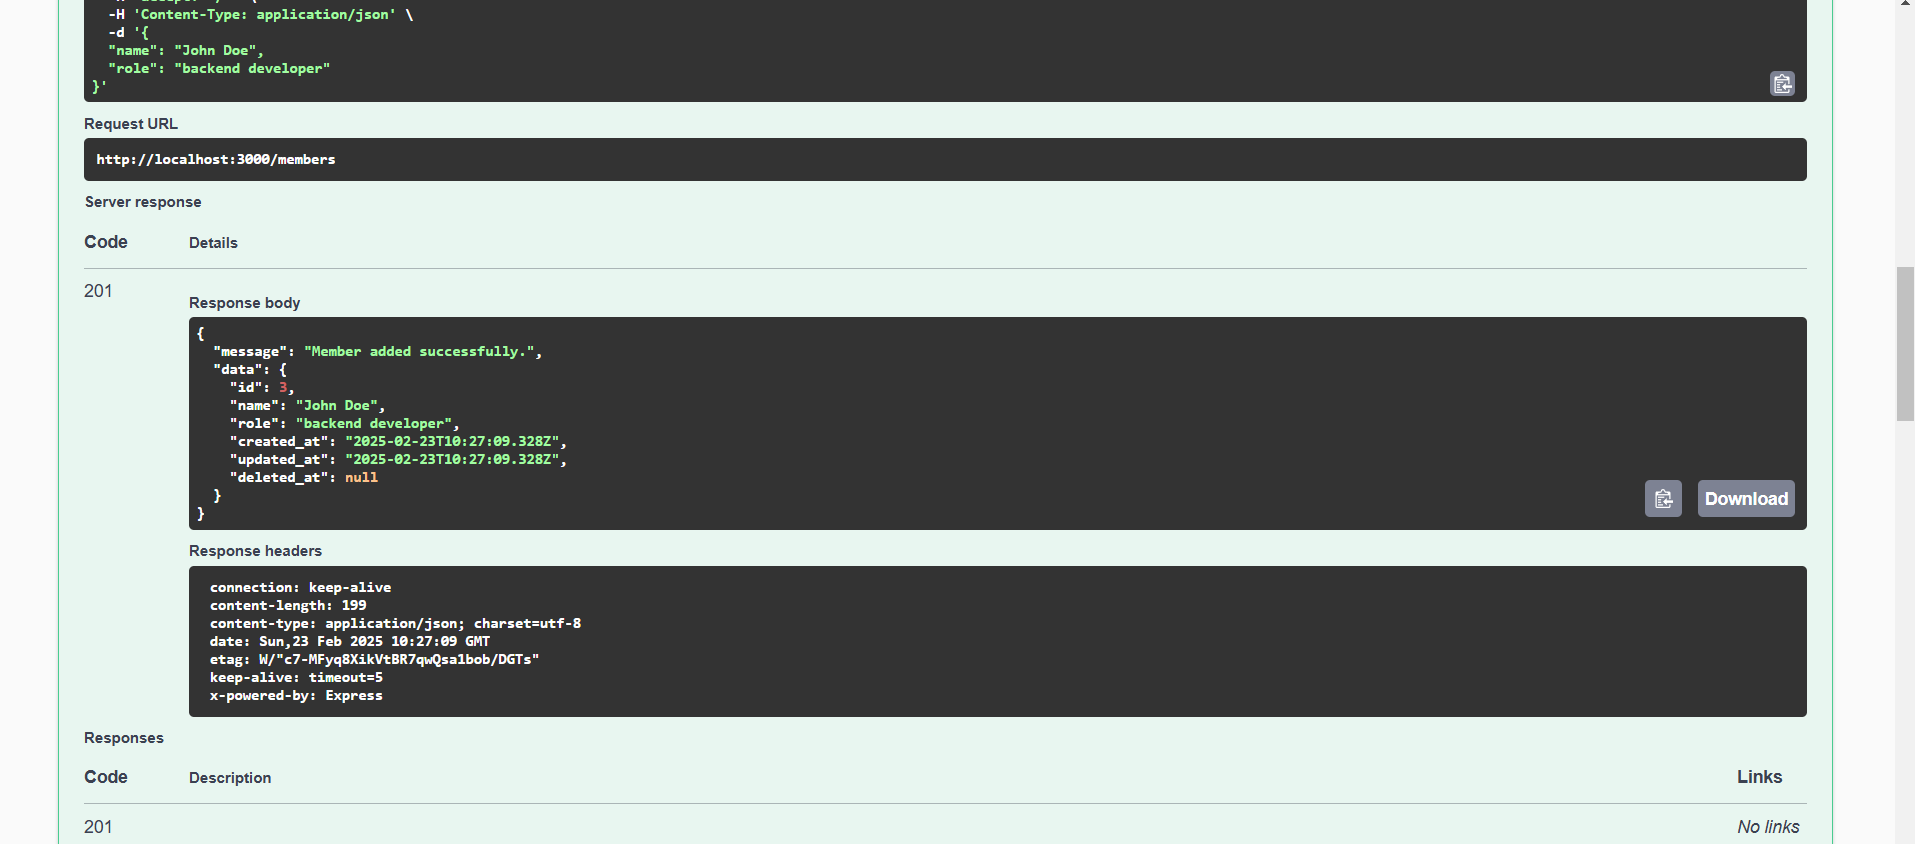 -H 'Content-Type: application/json' \
-d '{
"name": "John Doe",
"role": "backend developer"
}'
Request URL
http://localhost:3000/members
Server response
Code Details
201
Response body
{
"message": "Member added successfully.",
"data": {
"id": 3,
"name": "John Doe",
"role": "backend developer",
"created_at": "2025-02-23T10:27:09.328Z",
"updated_at": "2025-02-23T10:27:09.328Z",
"deleted_at": null
}
}
Download
Response headers
connection: keep-alive
content-length: 199
content-type: application/json; charset=utf-8
date: Sun,23 Feb 2025 10:27:09 GMT
etag: W/"c7-MFyq8XikVtBR7qwQsa1bob/DGTs"
keep-alive: timeout=5
x-powered-by: Express
Responses
Code Description Links
201 No links